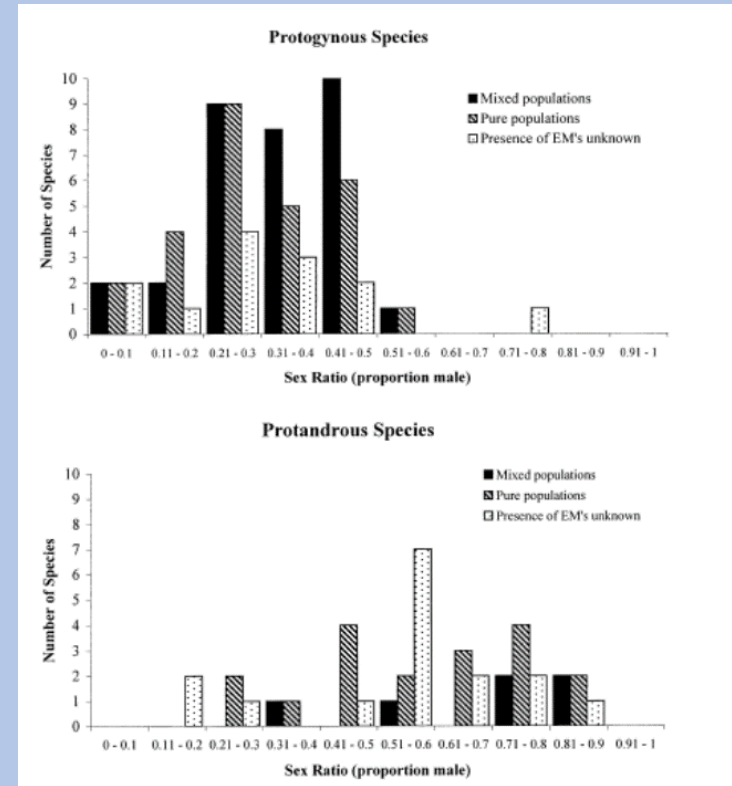 Protogynous Species
10
9
8
7
6
5
4
3
2
1
0
Number of Species
Mixed populations
Pure populations
Presence of EM's unknown
0 - 0.1 0.11 - 0.2 0.21 - 0.3 0.31 - 0.4 0.41 - 0.5 0.51 - 0.6 0.61 - 0.7 0.71 - 0.8 0.81 - 0.9 0.91 - 1
Sex Ratio (proportion male)
Protandrous Species
10
9
8
7
6
5
4
3
2
1
0
Number of Species
Mixed populations
Pure populations
Presence of EM's unknown
0 - 0.1 0.11 - 0.2 0.21 - 0.3 0.31 - 0.4 0.41 - 0.5 0.51 - 0.6 0.61 - 0.7 0.71 - 0.8 0.81 - 0.9 0.91 - 1
Sex Ratio (proportion male)